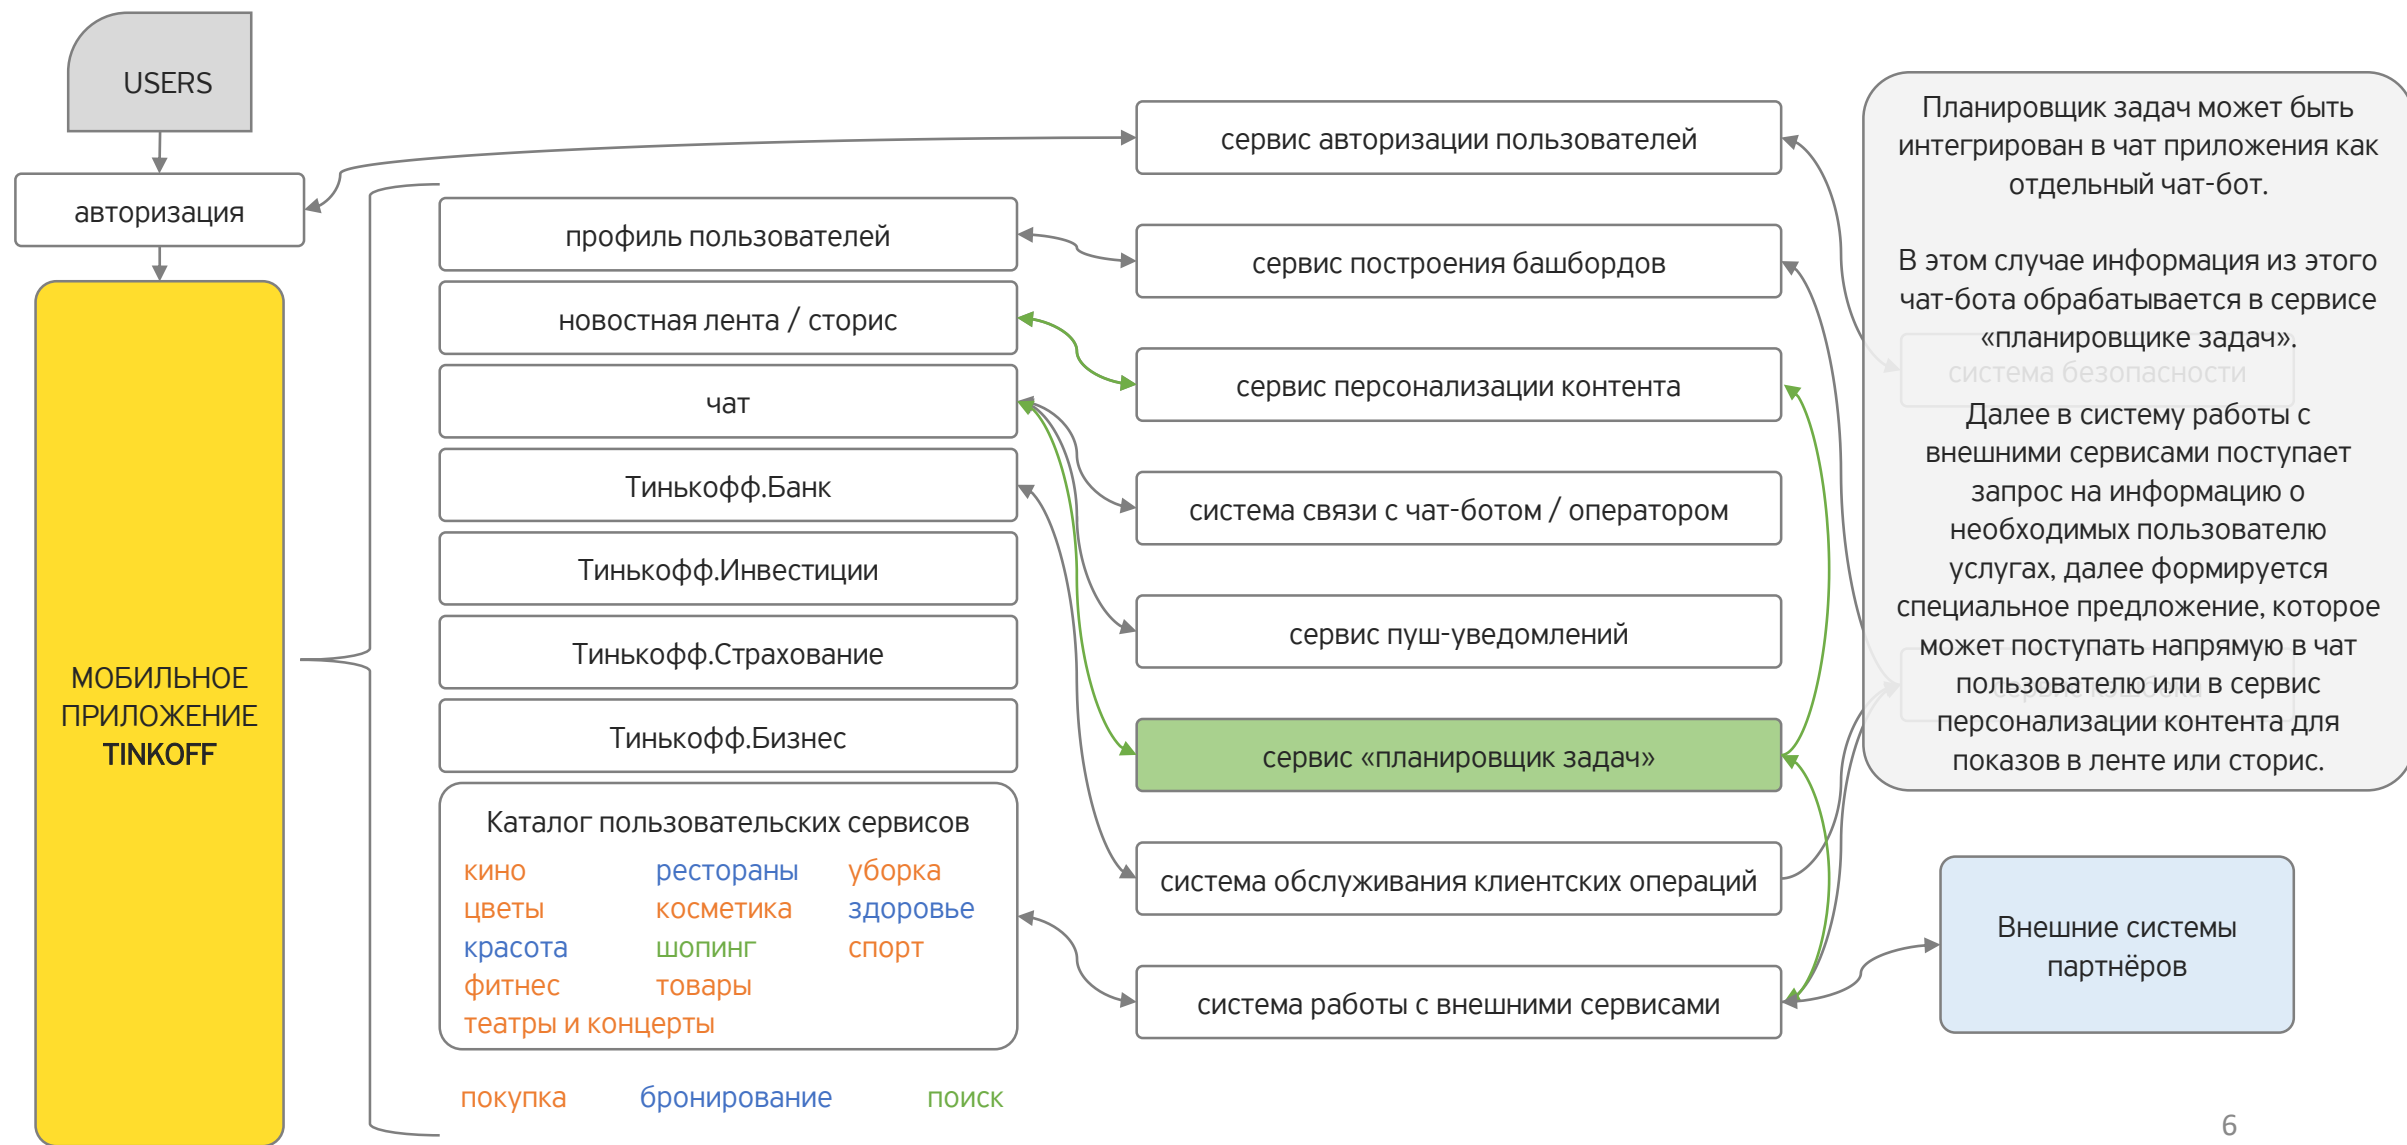 USERS
авторизация
МОБИЛЬНОЕ
ПРИЛОЖЕНИЕ
TINKOFF
профиль пользователей
новостная лента / сторис
чат
Тинькофф.Банк
Тинькофф.Инвестиции
Тинькофф.Страхование
Тинькофф.Бизнес
Каталог пользовательских сервисов
кино рестораны уборка
цветы косметика здоровье
красота шопинг спорт
фитнес товары
театры и концерты
покупка бронирование поиск
сервис авторизации пользователей
сервис построения башбордов
сервис персонализации контента
система связи с чат-ботом / оператором
сервис пуш-уведомлений
сервис «планировщик задач»
система обслуживания клиентских операций
система работы с внешними сервисами
Планировщик задач может быть
интегрирован в чат приложения как
отдельный чат-бот.
В этом случае информация из этого
чат-бота обрабатывается в сервисе
«планировщике задач».
система безопасности
Далее в систему работы с
внешними сервисами поступает
запрос на информацию о
необходимых пользователю
услугах, далее формируется
специальное предложение, которое
может поступать напрямую в чат
пользователю или в сервис
персонализации контента для
показов в ленте или сторис.
Внешние системы
партнёров
6